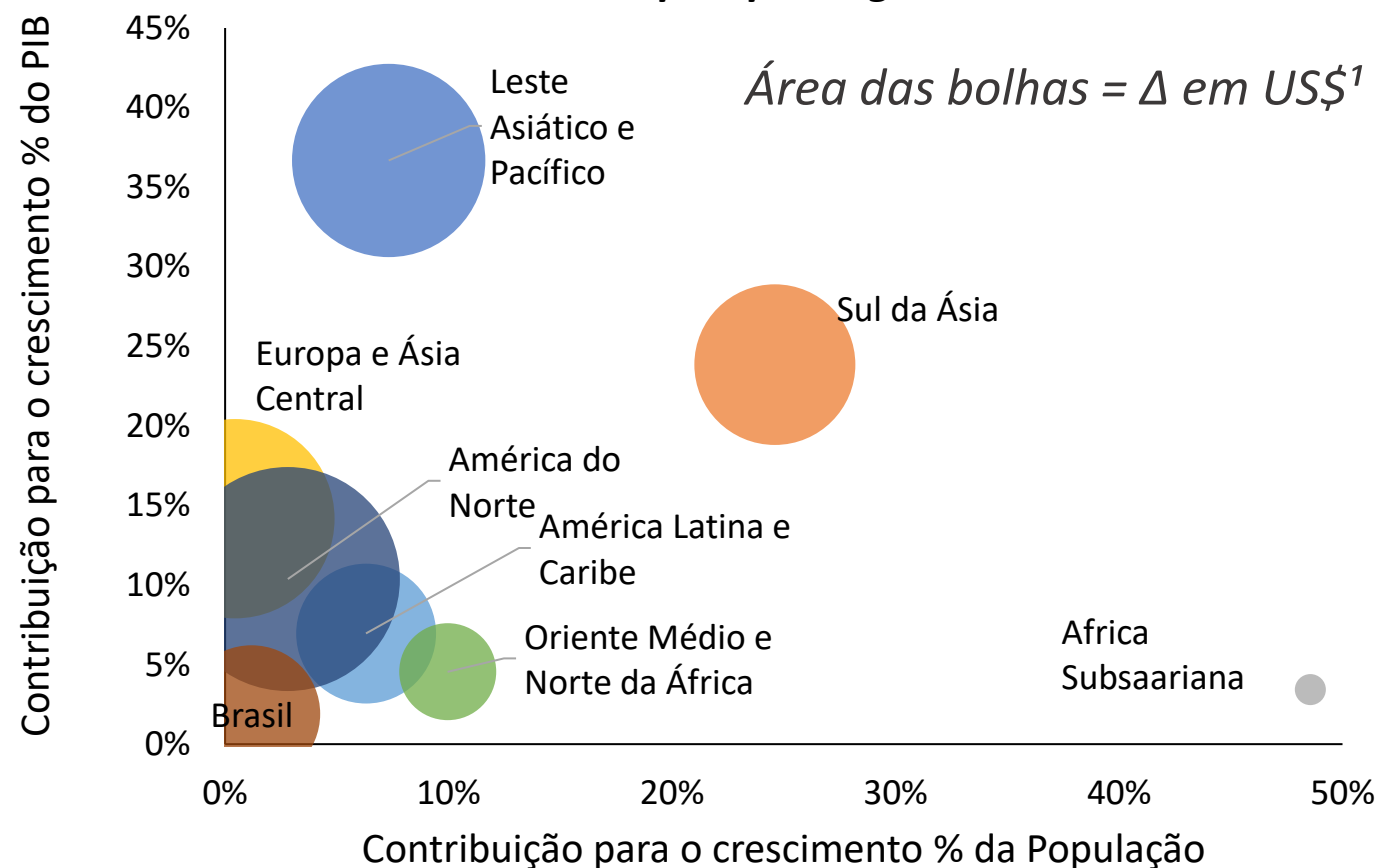 Área das bolhas = Δ em US$¹
Contribuição para o crescimento % do PIB
45%
40%
35%
30%
25%
20%
15%
10%
5%
0%
Leste
Asiático e
Pacífico
Sul da Ásia
Europa e Ásia
Central
América do
Norte
América Latina e
Caribe
Oriente Médio e
Norte da África
Africa
Subsaariana
Brasil
0%
10%
20%
30%
40%
50%
Contribuição para o crescimento % da População